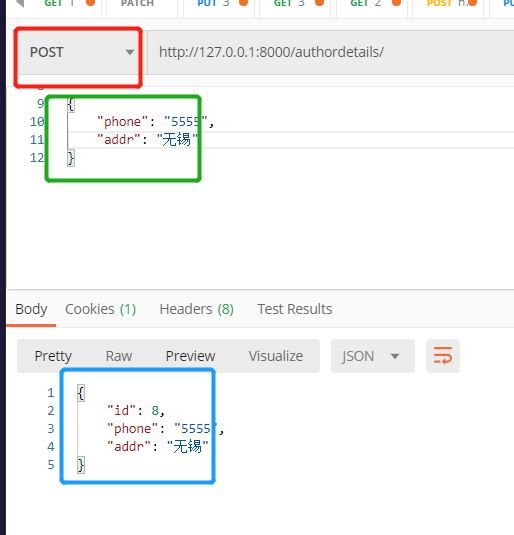 GET 1
PATCH
PUT 3
GET 3
GET 2
POST
POST
http://127.0.0.1:8000/authordetails/
9
{
10
"phone": "5555",
11
"addr": "无锡"
12
}
Body
Cookies (1)
Headers (8)
Test Results
Pretty
Raw
Preview
Visualize
JSON
1
{
2
"id": 8,
3
"phone": "5555",
4
"addr": "无锡"
5
}